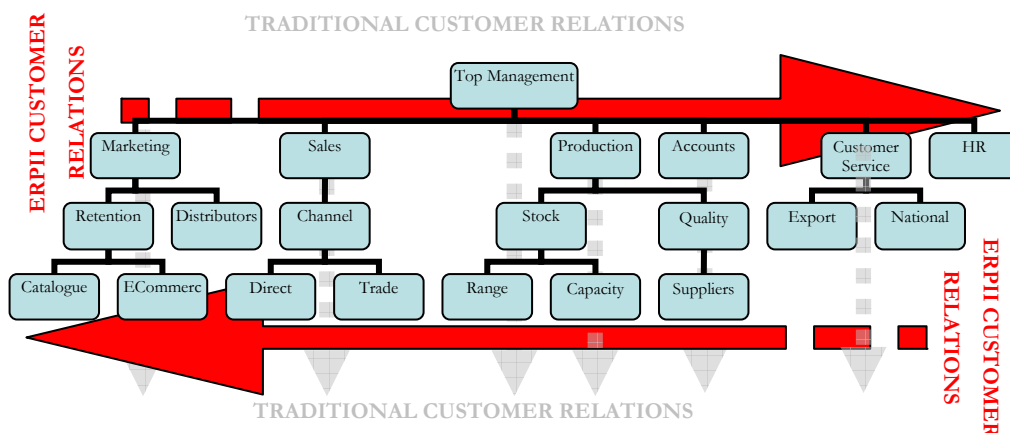 TRADITIONAL CUSTOMER RELATIONS
ERPII CUSTOMER
RELATIONS
Top Management
Marketing
Sales
Production
Accounts
Customer
Service
HR
Retention
Distributors
Channel
Stock
Quality
Export
National
Catalogue
ECommerc
Direct
Trade
Range
Capacity
Suppliers
ERPII CUSTOMER
RELATIONS
TRADITIONAL CUSTOMER RELATIONS